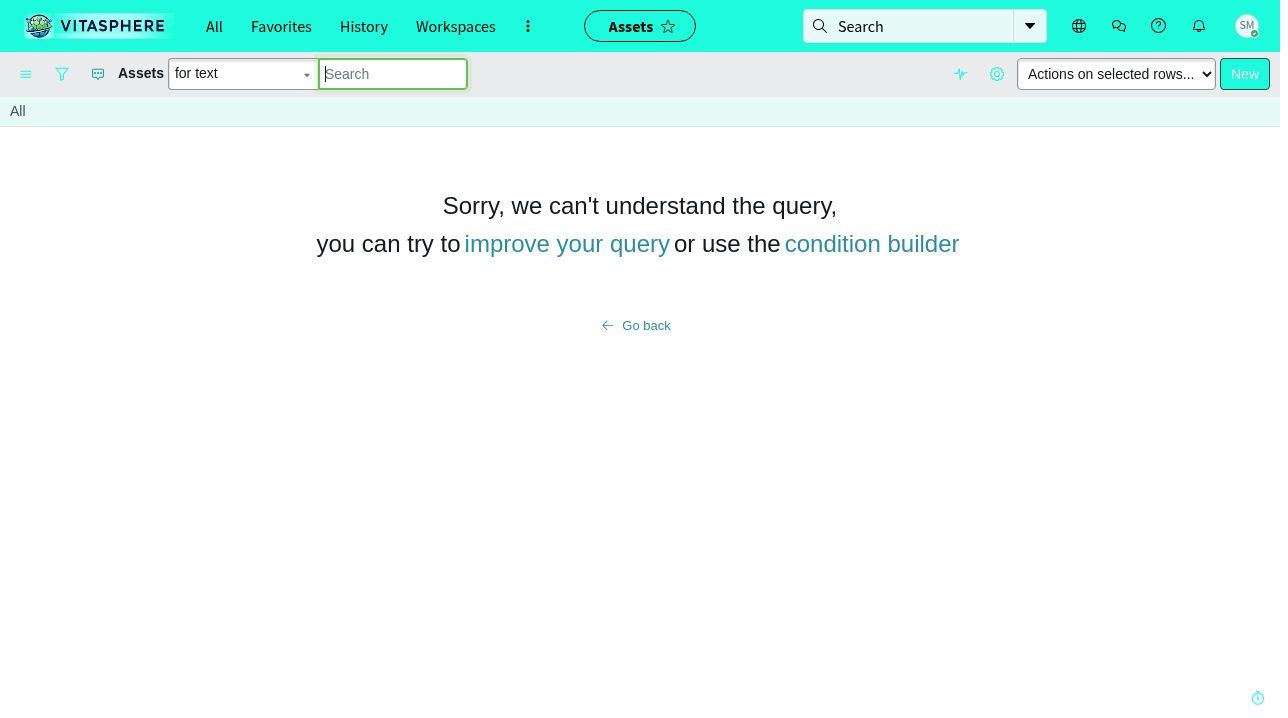 VITASPHERE
All Favorites History Workspaces Assets Search SM
Assets for text Search Actions on selected rows... New
All
Sorry, we can't understand the query,
you can try to improve your query or use the condition builder
Go back